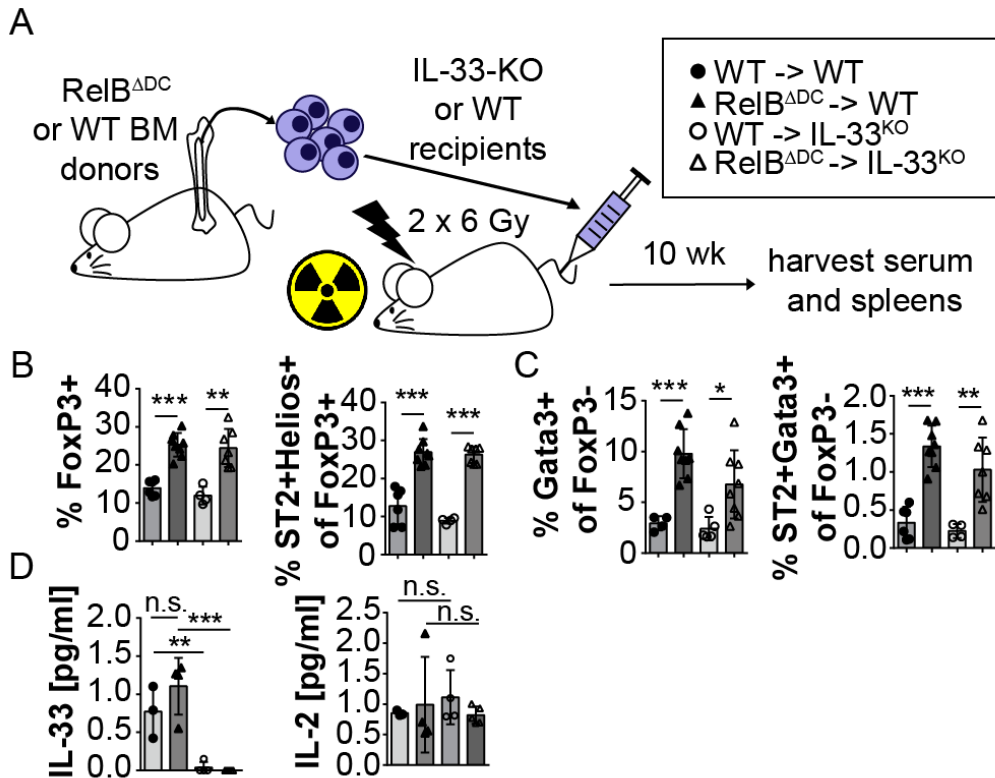 A
RelB^ΔDC
or WT BM
donors
IL-33-KO
or WT
recipients
2 x 6 Gy
10 wk
harvest serum
and spleens
WT -> WT
RelB^ΔDC -> WT
WT -> IL-33^KO
RelB^ΔDC -> IL-33^KO
B
% FoxP3+
40
30
20
10
0
***
**
% ST2+Helios+
of FoxP3+
40
30
20
10
0
***
***
C
% Gata3+
of FoxP3-
15
10
5
0
***
*
% ST2+Gata3+
of FoxP3-
2.0
1.5
1.0
0.5
0.0
***
**
D
IL-33 [pg/ml]
2.0
1.5
1.0
0.5
0.0
n.s.
***
**
IL-2 [pg/ml]
2.5
2.0
1.5
1.0
0.5
0.0
n.s.
n.s.